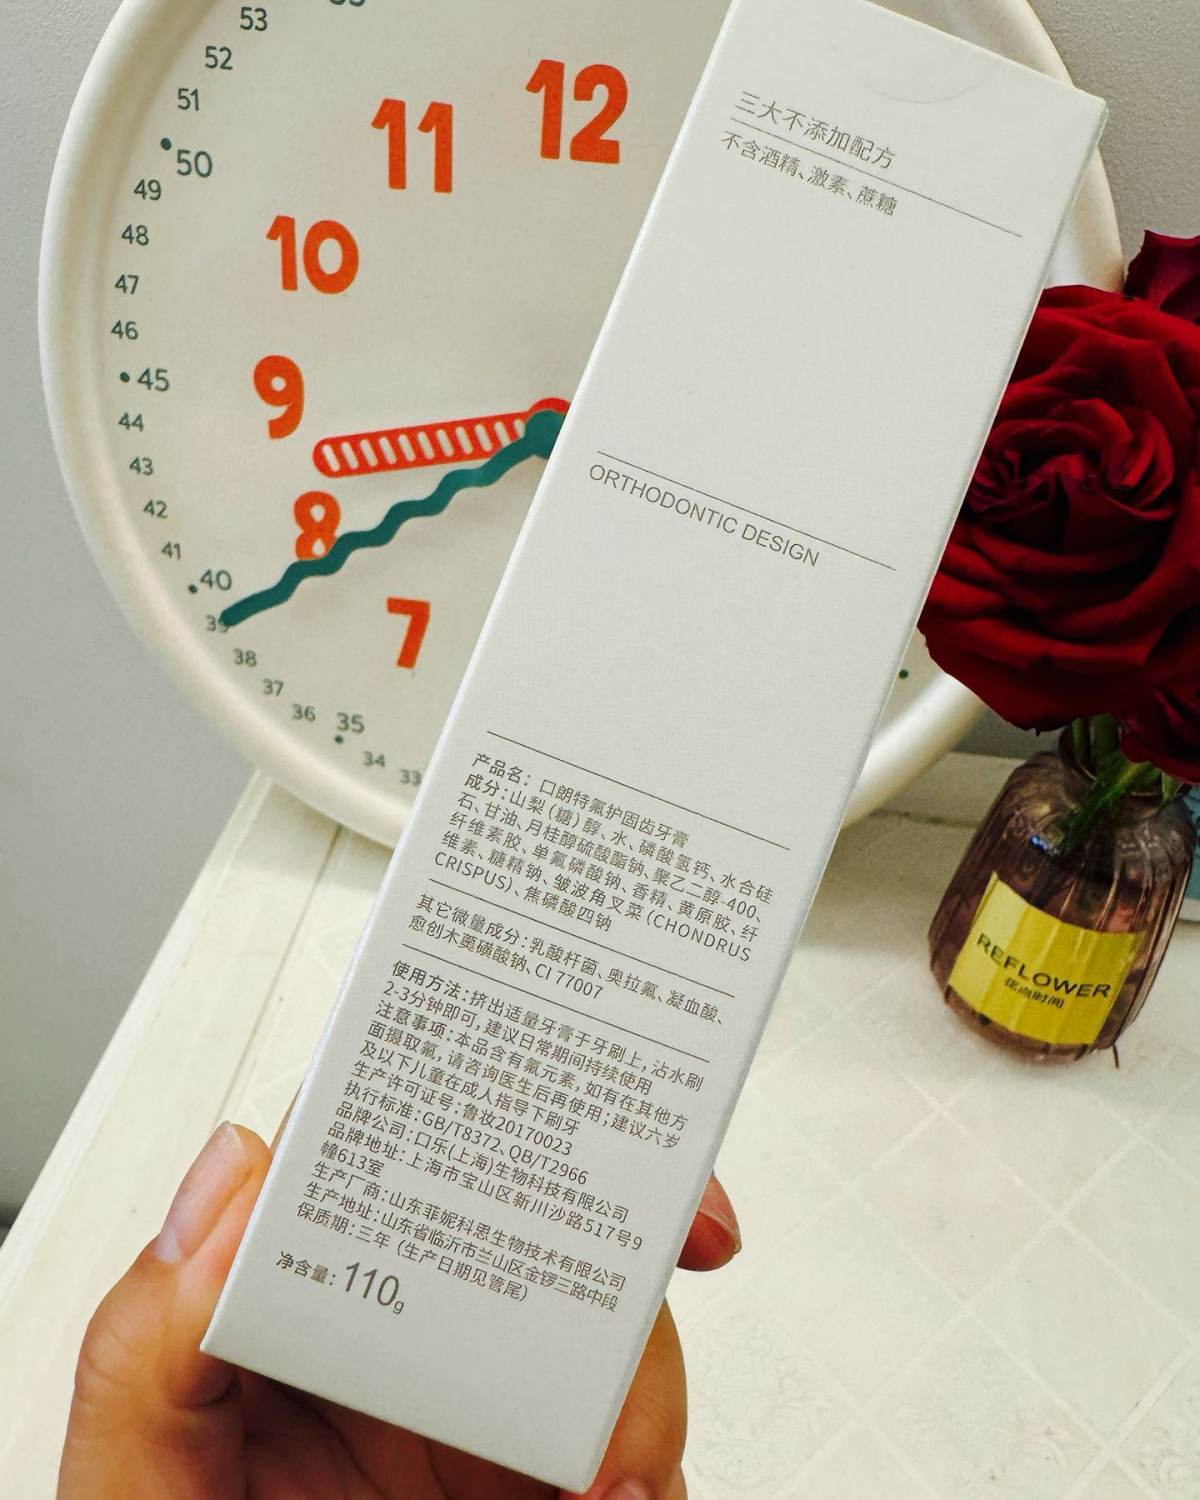 53
52
51
50
49
48
47
46
45
44
43
42
41
40
39
38
37
36
35
34
33
12
11
10
9
8
7
三大不添加配方
不含酒精、激素、蔗糖
ORTHODONTIC DESIGN
产品名：口朗特氟护固齿牙膏
成分：山梨（糖）醇、水、磷酸氢钙、水合硅
石、甘油、月桂醇硫酸酯钠、聚乙二醇-400、
纤维素胶、单氟磷酸钠、香精、黄原胶、纤
维素、糖精钠、皱波角叉菜（CHONDRUS
CRISPUS）、焦磷酸四钠
其它微量成分：乳酸杆菌、奥拉氟、凝血酸、
愈创木薁磺酸钠、CI 77007
使用方法：挤出适量牙膏于牙刷上，沾水刷
2-3分钟即可，建议日常期间持续使用
注意事项：本品含有氟元素，如有在其他方
面摄取氟，请咨询医生后再使用；建议六岁
及以下儿童在成人指导下刷牙
生产许可证号：鲁妆20170023
执行标准：GB/T8372、QB/T2966
品牌公司：口乐(上海)生物科技有限公司
品牌地址：上海市宝山区新川沙路517号9
幢613室
生产厂商：山东菲妮科思生物技术有限公司
生产地址：山东省临沂市兰山区金锣三路中段
保质期：三年（生产日期见管尾）
净含量：110g
REFLOWER
花点时间